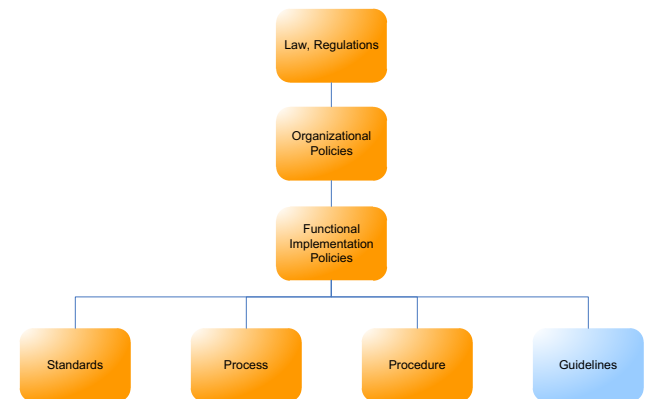 Law, Regulations
Organizational
Policies
Functional
Implementation
Policies
Standards
Process
Procedure
Guidelines